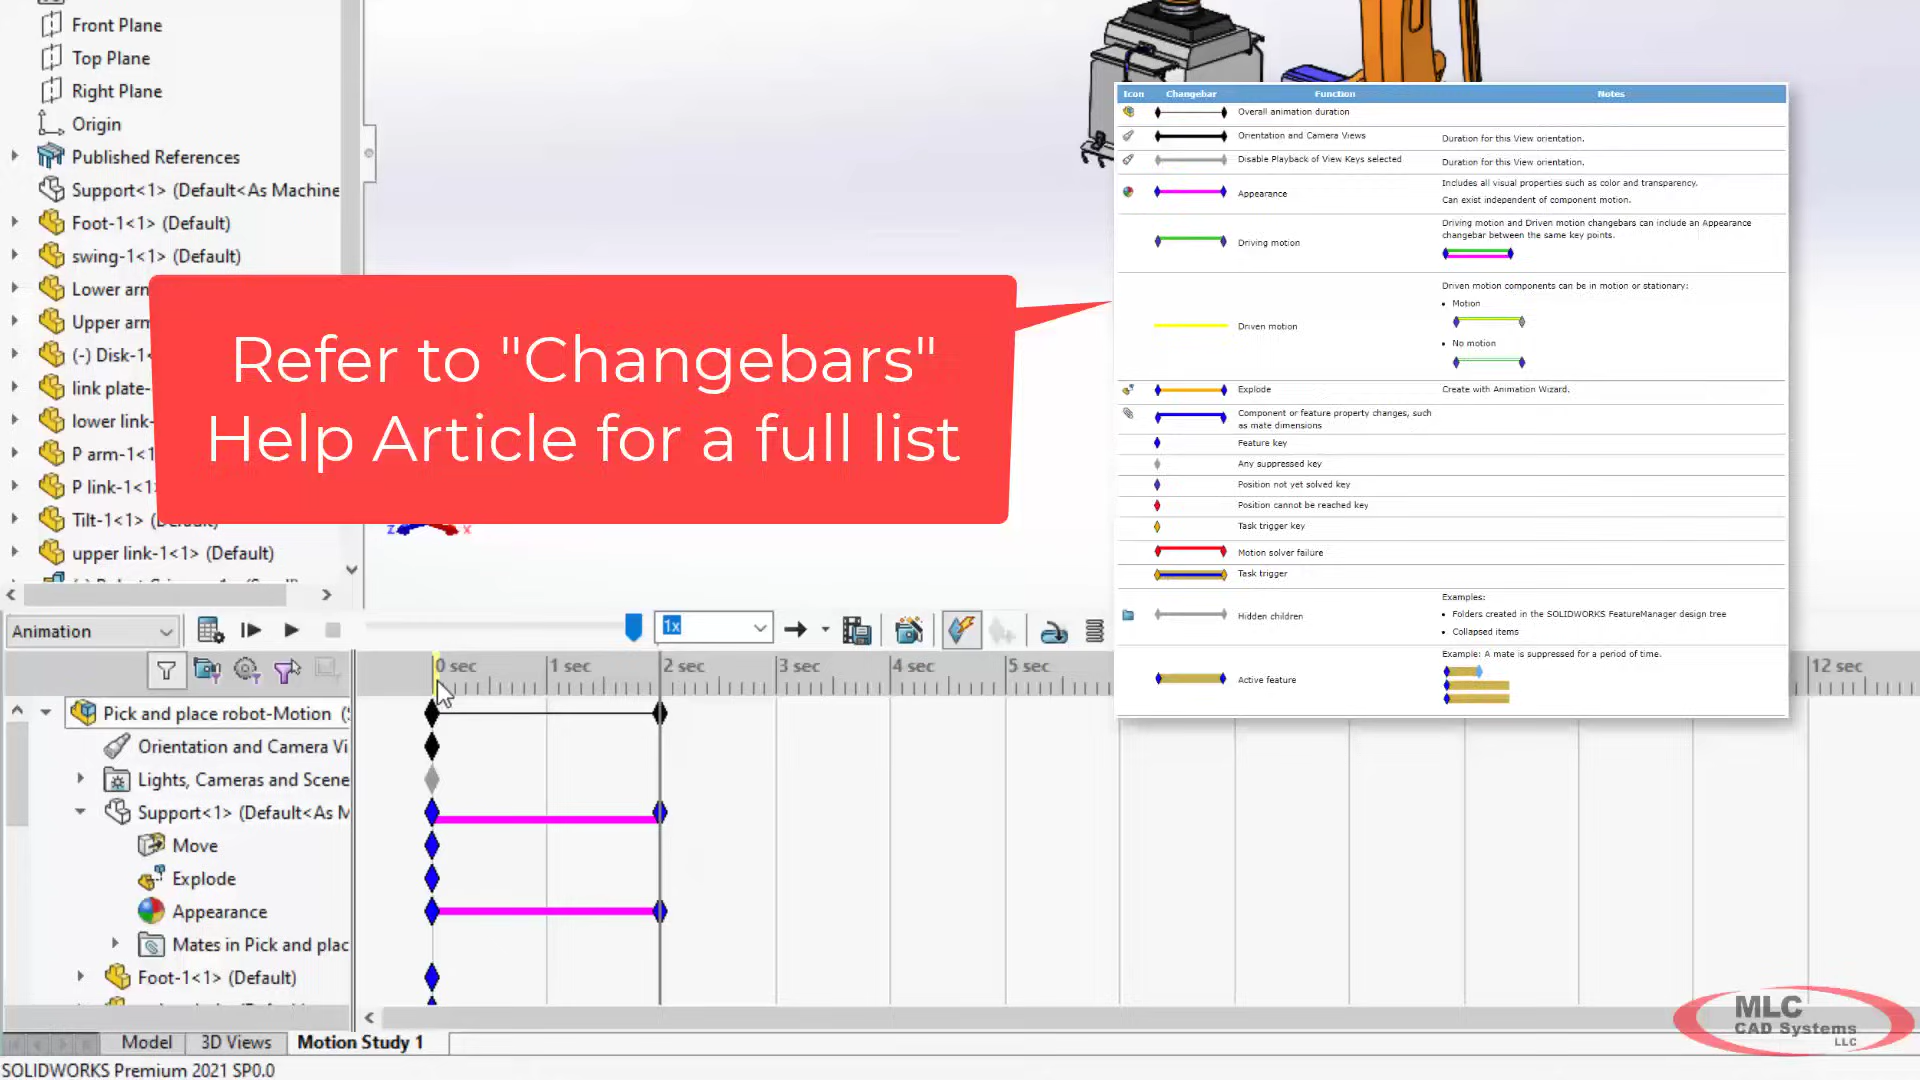 Front Plane
Top Plane
Right Plane
Origin
Published References
Support<1> (Default<As Machine
Foot-1<1> (Default)
swing-1<1> (Default)
Lower arm
Upper arm
(-) Disk-1<
link plate-
lower link-
P arm-1<1
P link-1<1>
Tilt-1<1>
upper link-1<1> (Default)
Refer to "Changebars"
Help Article for a full list
Z
X
Icon Changebar Function Notes
Overall animation duration
Orientation and Camera Views Duration for this View orientation.
Disable Playback of View Keys selected Duration for this View orientation.
Appearance Includes all visual properties such as color and transparency.
Can exist independent of component motion.
Driving motion Driving motion and Driven motion changebars can include an Appearance
changebar between the same key points.
Driven motion Driven motion components can be in motion or stationary:
• Motion
• No motion
Explode Create with Animation Wizard.
Component or feature property changes, such
as mate dimensions
Feature key
Any suppressed key
Position not yet solved key
Position cannot be reached key
Task trigger key
Motion solver failure
Task trigger
Hidden children Examples:
• Folders created in the SOLIDWORKS FeatureManager design tree
• Collapsed items
Active feature Example: A mate is suppressed for a period of time.
Animation
1x
0 sec 1 sec 2 sec 3 sec 4 sec 5 sec 12 sec
Pick and place robot-Motion (
Orientation and Camera Vi
Lights, Cameras and Scene
Support<1> (Default<As M
Move
Explode
Appearance
Mates in Pick and plac
Foot-1<1> (Default)
Model 3D Views Motion Study 1
SOLIDWORKS Premium 2021 SP0.0
MLC
CAD Systems
LLC